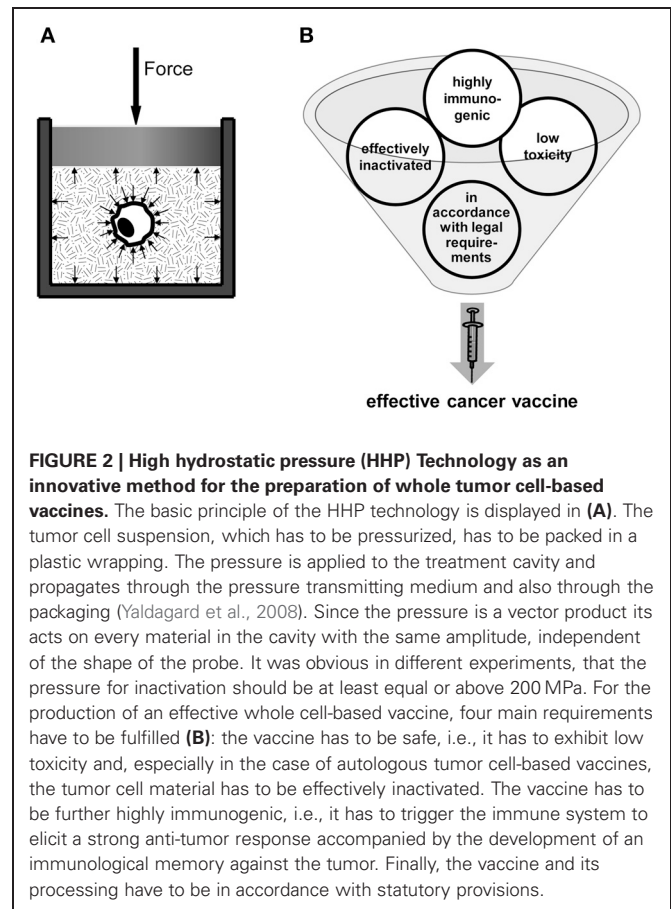 A
B
Force
highly
immuno-
genic
effectively
inactivated
low
toxicity
in
accordance
with legal
require-
ments
effective cancer vaccine
FIGURE 2 | High hydrostatic pressure (HHP) Technology as an
innovative method for the preparation of whole tumor cell-based
vaccines. The basic principle of the HHP technology is displayed in (A). The
tumor cell suspension, which has to be pressurized, has to be packed in a
plastic wrapping. The pressure is applied to the treatment cavity and
propagates through the pressure transmitting medium and also through the
packaging (Yaldagard et al., 2008). Since the pressure is a vector product its
acts on every material in the cavity with the same amplitude, independent
of the shape of the probe. It was obvious in different experiments, that the
pressure for inactivation should be at least equal or above 200 MPa. For the
production of an effective whole cell-based vaccine, four main requirements
have to be fulfilled (B): the vaccine has to be safe, i.e., it has to exhibit low
toxicity and, especially in the case of autologous tumor cell-based vaccines,
the tumor cell material has to be effectively inactivated. The vaccine has to
be further highly immunogenic, i.e., it has to trigger the immune system to
elicit a strong anti-tumor response accompanied by the development of an
immunological memory against the tumor. Finally, the vaccine and its
processing have to be in accordance with statutory provisions.